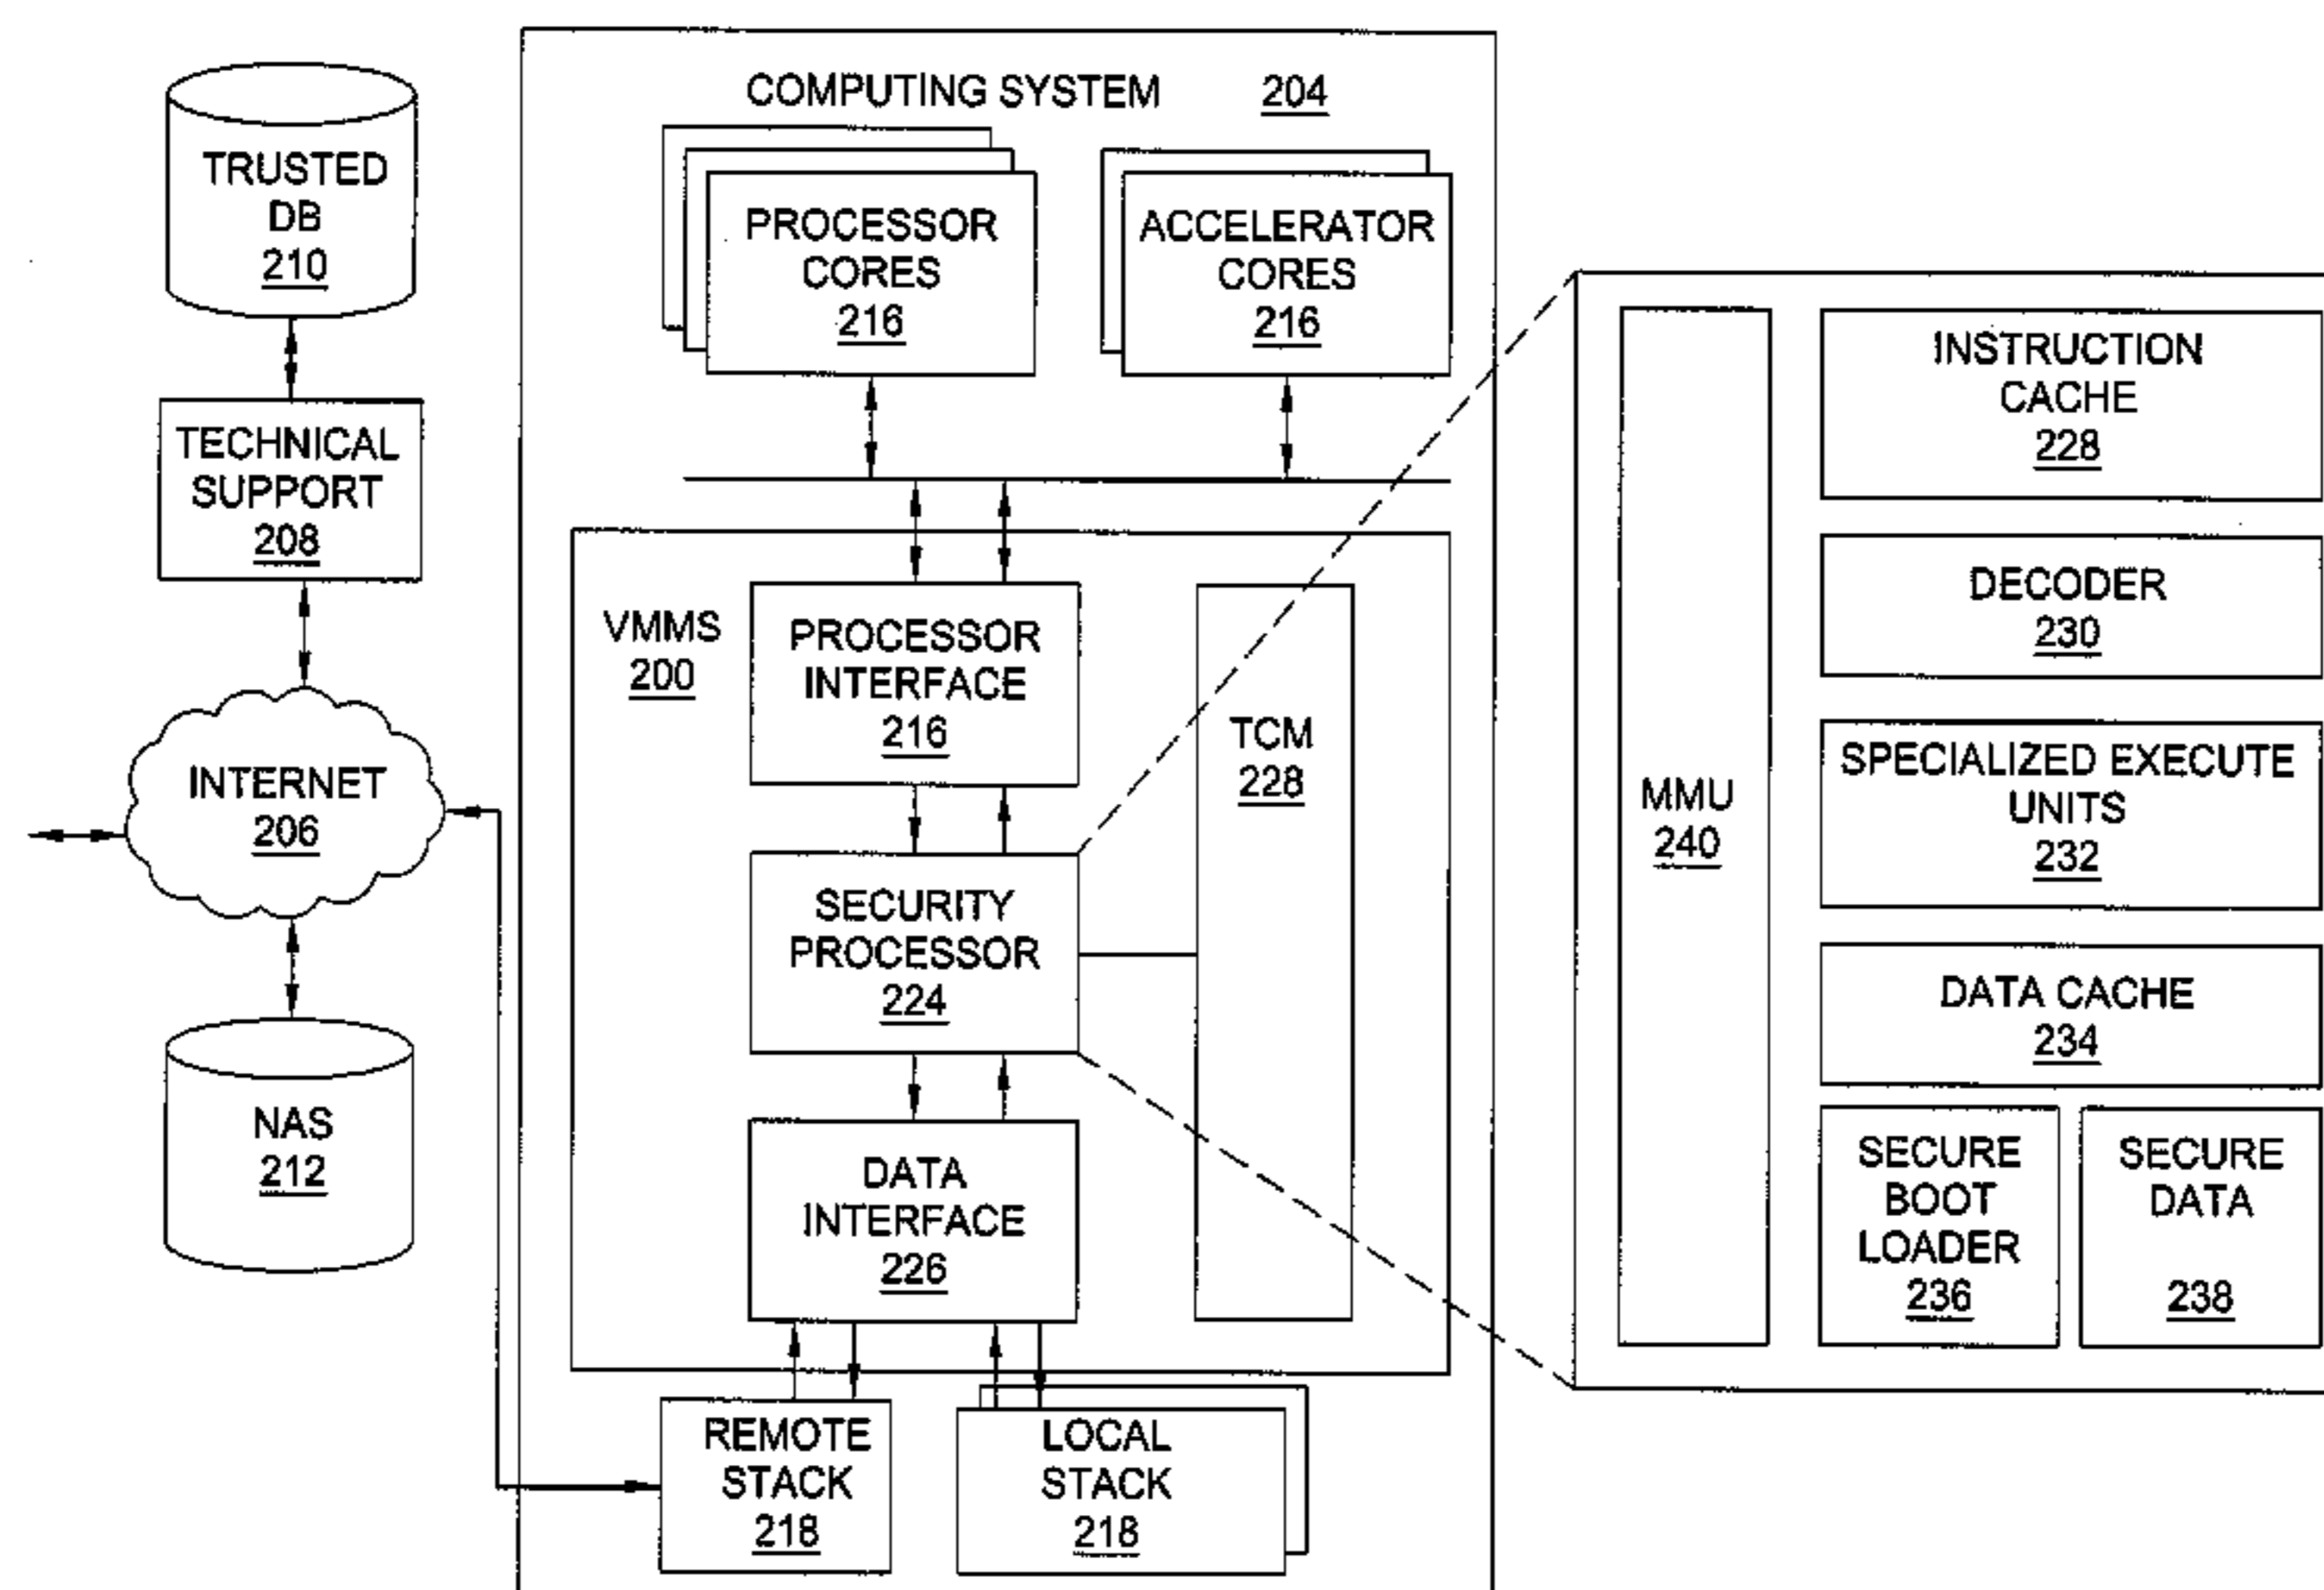 COMPUTING SYSTEM 204
TRUSTED
DB
210
TECHNICAL
SUPPORT
208
INTERNET
206
NAS
212
PROCESSOR
CORES
216
ACCELERATOR
CORES
216
VMMS
200
PROCESSOR
INTERFACE
216
TCM
228
SECURITY
PROCESSOR
224
DATA
INTERFACE
226
REMOTE
STACK
218
LOCAL
STACK
218
MMU
240
INSTRUCTION
CACHE
228
DECODER
230
SPECIALIZED EXECUTE
UNITS
232
DATA CACHE
234
SECURE
BOOT
LOADER
236
SECURE
DATA
238